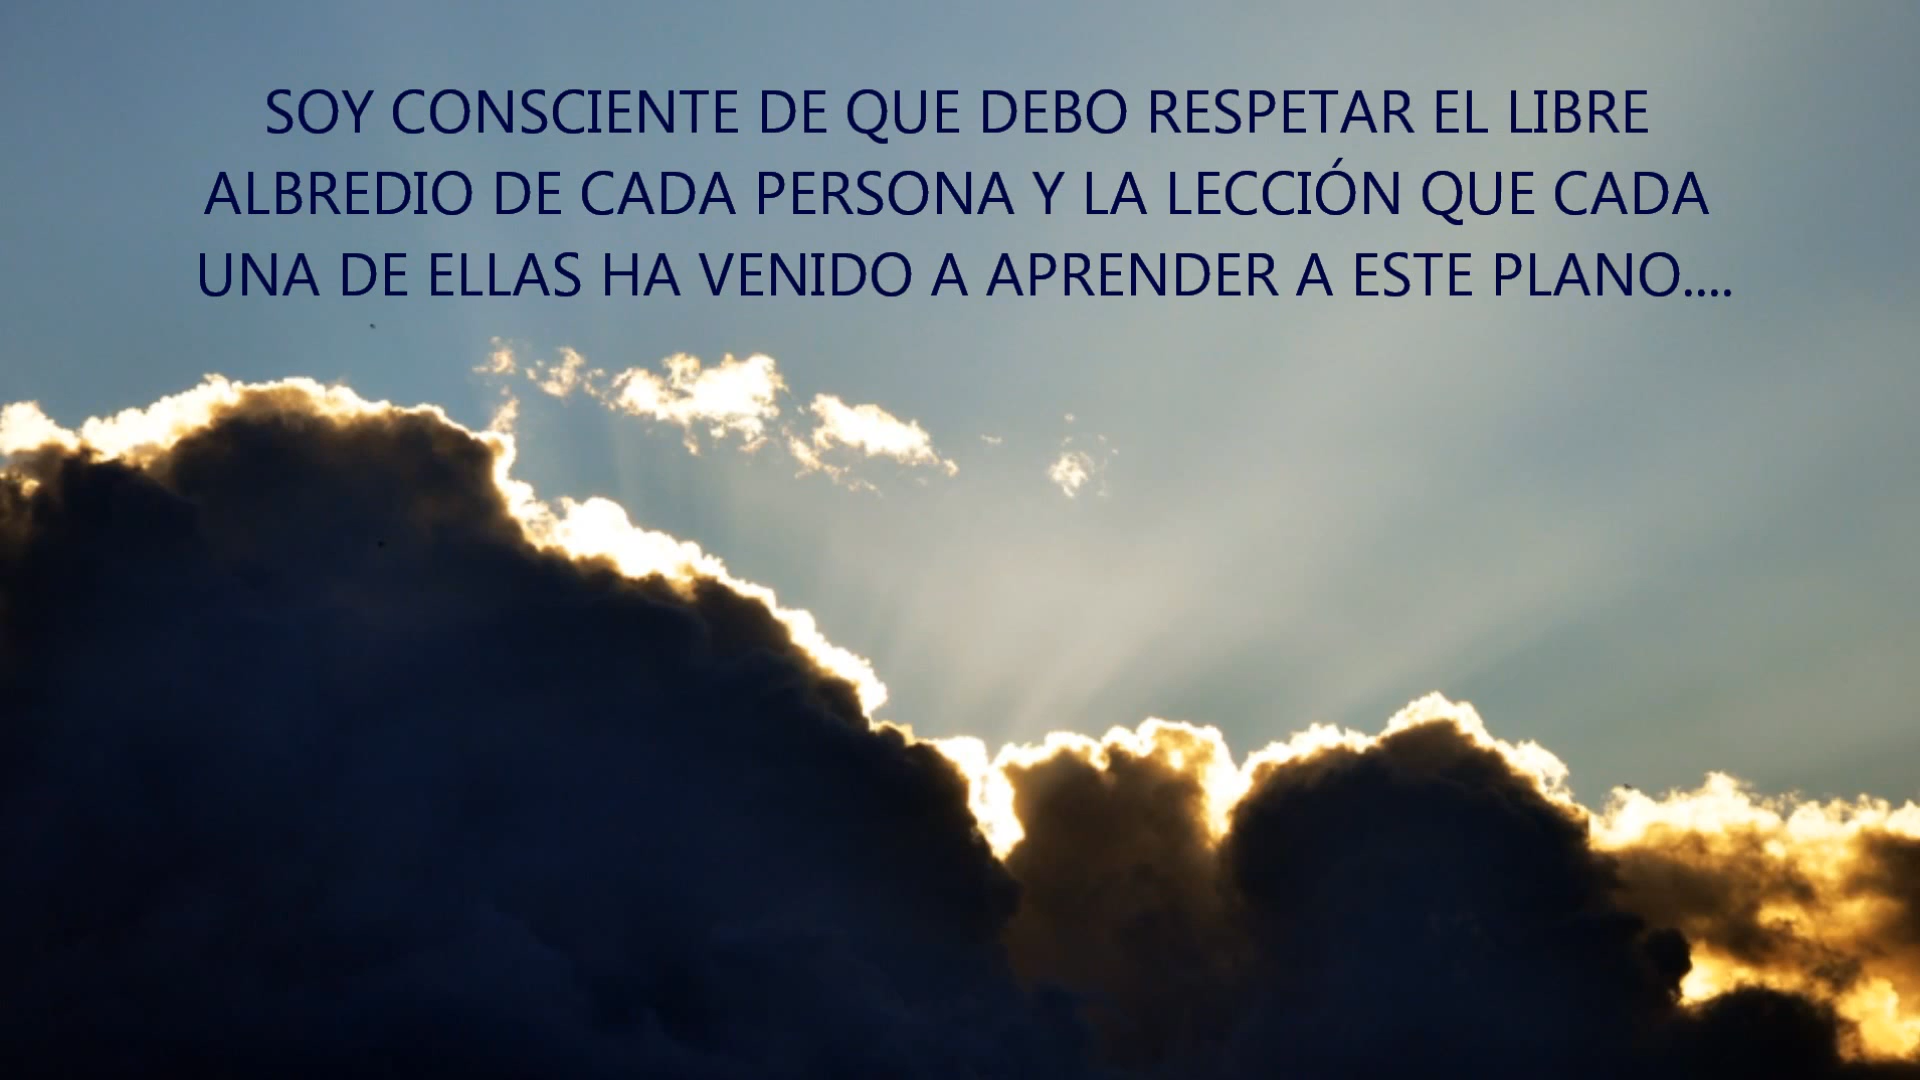 SOY CONSCIENTE DE QUE DEBO RESPETAR EL LIBRE
ALBREDIO DE CADA PERSONA Y LA LECCIÓN QUE CADA
UNA DE ELLAS HA VENIDO A APRENDER A ESTE PLANO....